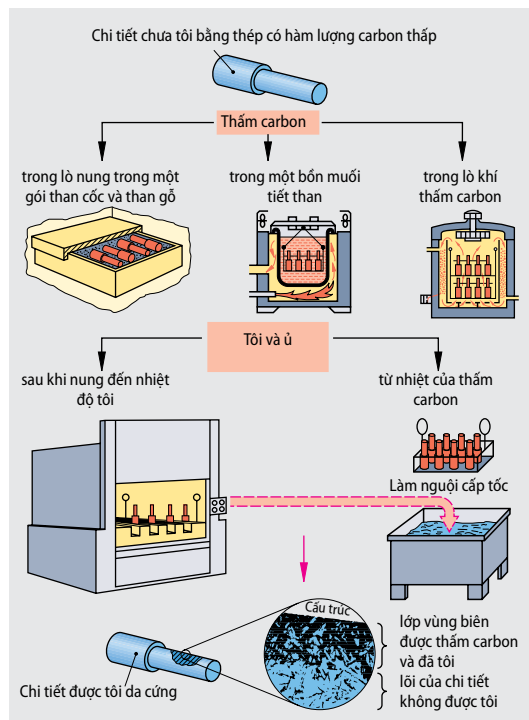 Chi tiết chưa tôi bằng thép có hàm lượng carbon thấp
Thấm carbon
trong lò nung trong một
gói than cốc và than gỗ
trong một bồn muối
tiết than
trong lò khí
thấm carbon
Tôi và ủ
sau khi nung đến nhiệt
độ tôi
từ nhiệt của thấm
carbon
Làm nguội cấp tốc
Cấu trúc
lớp vùng biên
được thấm carbon
và đã tôi
lõi của chi tiết
không được tôi
Chi tiết được tôi da cứng